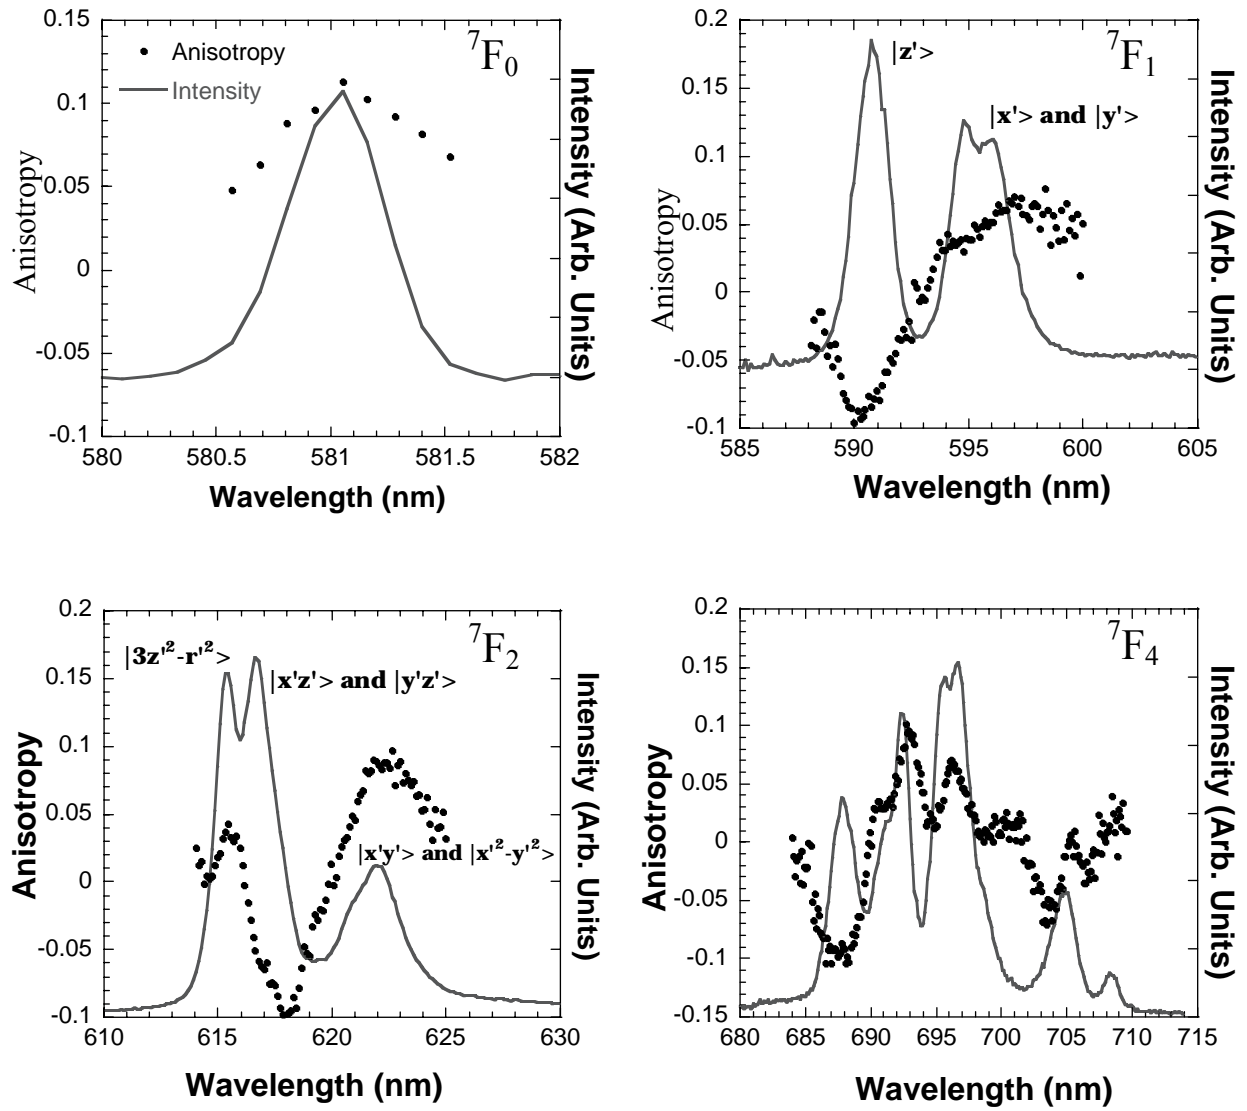 0.15
0.1
0.05
0
-0.05
-0.1
Anisotropy
Anisotropy
Intensity
⁷F₀
Intensity (Arb. Units)
580 580.5 581 581.5 582
Wavelength (nm)
0.2
0.15
0.1
0.05
0
-0.05
-0.1
Anisotropy
|z'>
|x'> and |y'>
⁷F₁
Intensity (Arb. Units)
585 590 595 600 605
Wavelength (nm)
0.2
0.15
0.1
0.05
0
-0.05
-0.1
Anisotropy
|3z'²-r'²>
|x'z'> and |y'z'>
|x'y'> and |x'²-y'²>
⁷F₂
Intensity (Arb. Units)
610 615 620 625 630
Wavelength (nm)
0.2
0.15
0.1
0.05
0
-0.05
-0.1
-0.15
Anisotropy
⁷F₄
Intensity (Arb. Units)
680 685 690 695 700 705 710 715
Wavelength (nm)